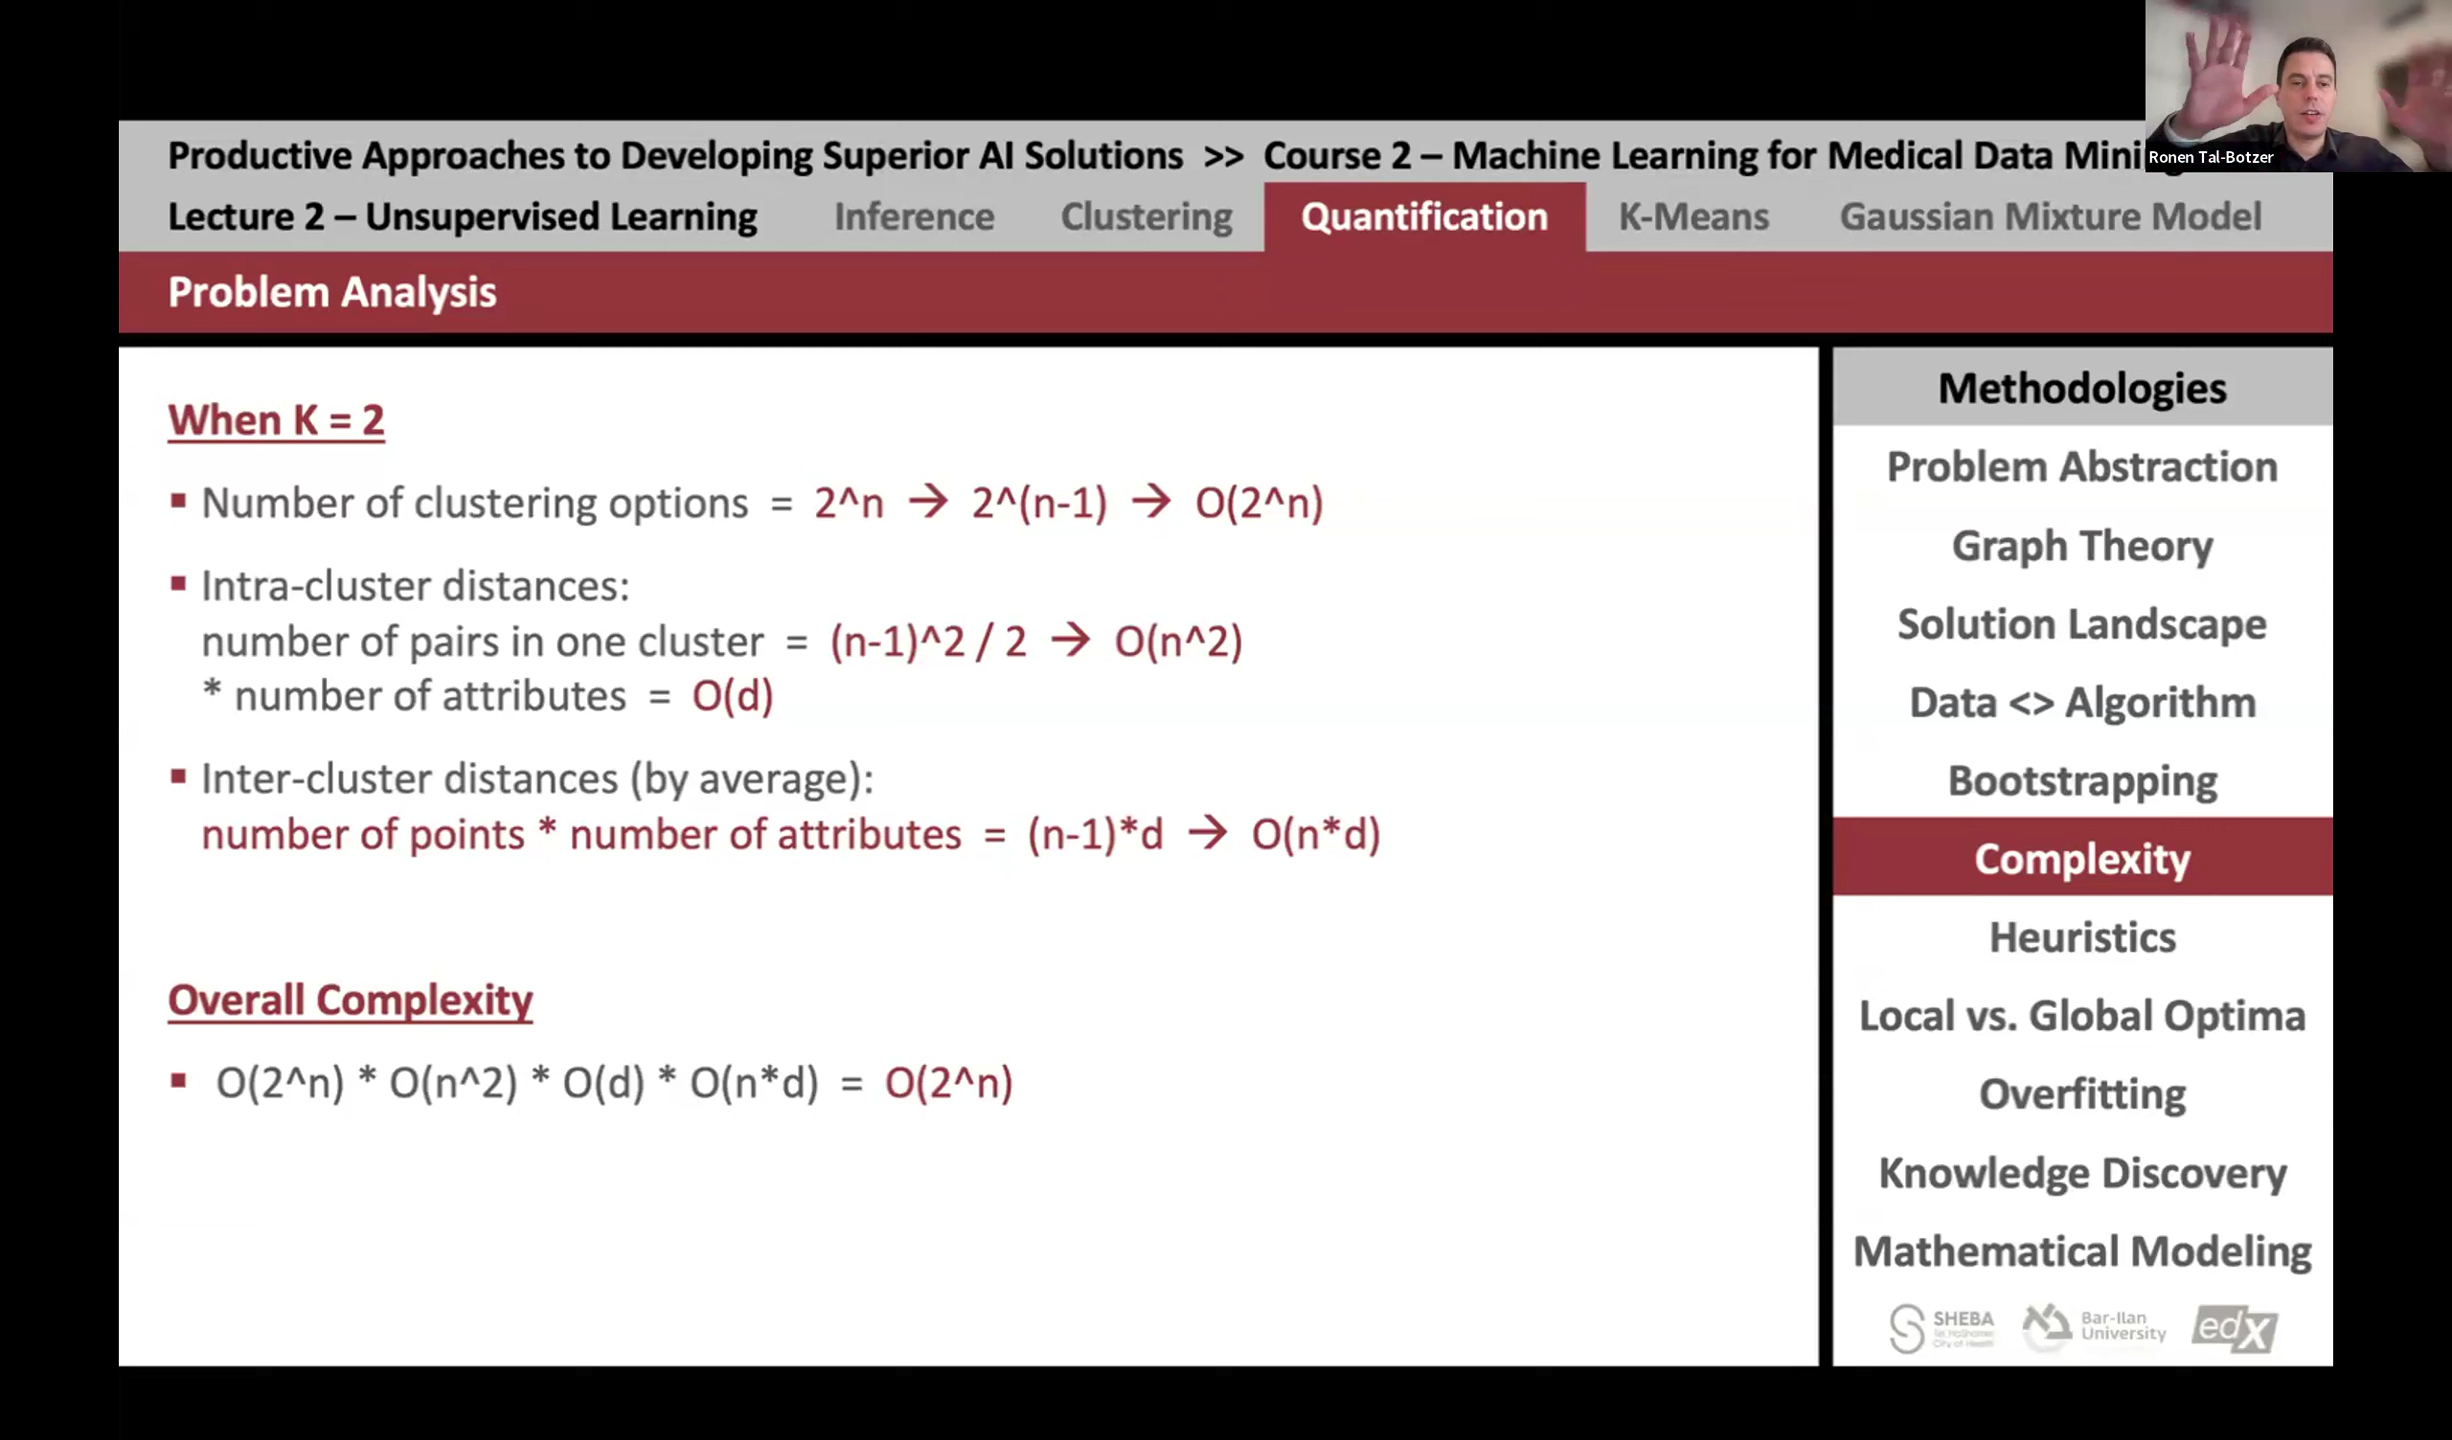 Productive Approaches to Developing Superior AI Solutions >> Course 2 – Machine Learning for Medical Data Mining
Ronen Tal-Botzer
Lecture 2 – Unsupervised Learning Inference Clustering Quantification K-Means Gaussian Mixture Model
Problem Analysis
When K = 2
▪ Number of clustering options = 2^n → 2^(n-1) → O(2^n)
▪ Intra-cluster distances:
number of pairs in one cluster = (n-1)^2 / 2 → O(n^2)
* number of attributes = O(d)
▪ Inter-cluster distances (by average):
number of points * number of attributes = (n-1)*d → O(n*d)
Overall Complexity
▪ O(2^n) * O(n^2) * O(d) * O(n*d) = O(2^n)
Methodologies
Problem Abstraction
Graph Theory
Solution Landscape
Data <> Algorithm
Bootstrapping
Complexity
Heuristics
Local vs. Global Optima
Overfitting
Knowledge Discovery
Mathematical Modeling
SHEBA
Bar-Ilan
University
edX